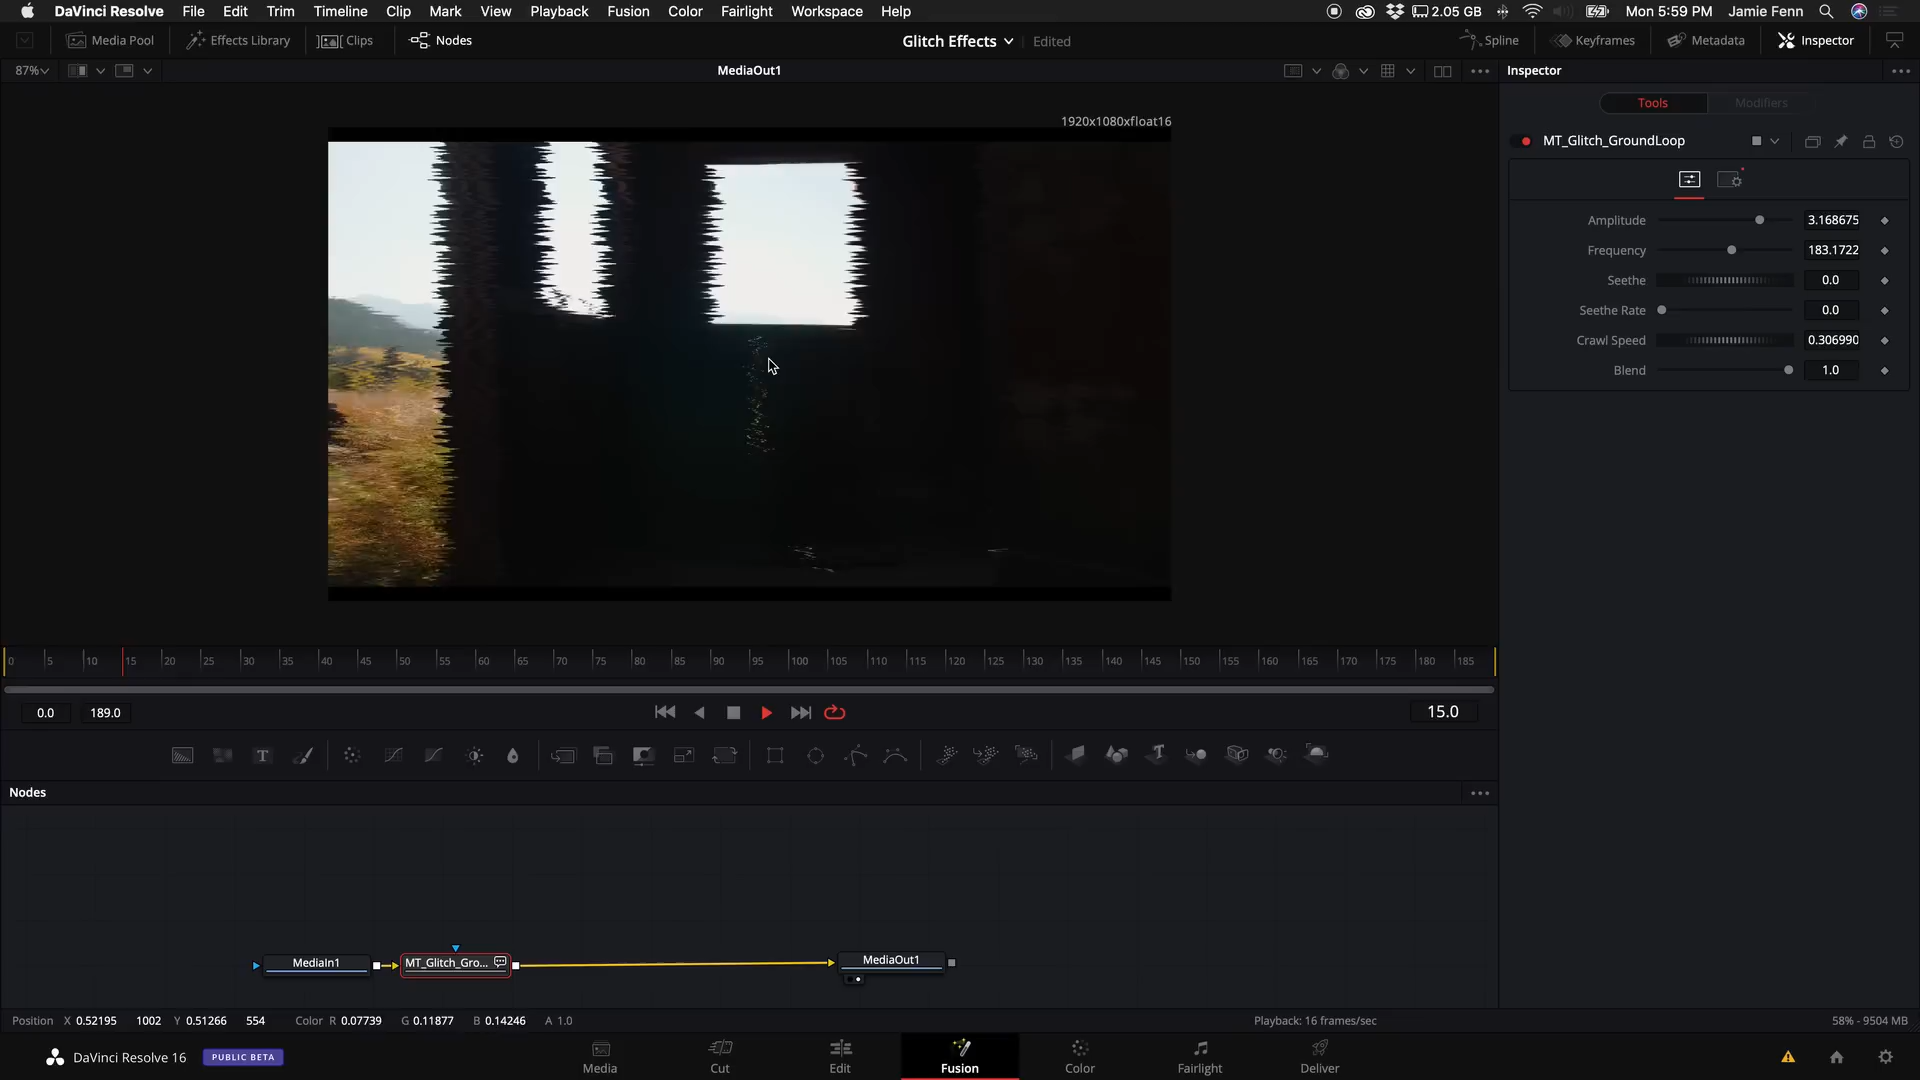 DaVinci Resolve File Edit Trim Timeline Clip Mark View Playback Fusion Color Fairlight Workspace Help 2.05 GB Mon 5:59 PM Jamie Fenn
Media Pool Effects Library Clips Nodes Glitch Effects Edited Spline Keyframes Metadata Inspector
87% MediaOut1 Inspector
Tools Modifiers
1920x1080xfloat16
MT_Glitch_GroundLoop
Amplitude 3.168675
Frequency 183.1722
Seethe 0.0
Seethe Rate 0.0
Crawl Speed 0.306990
Blend 1.0
0 5 10 15 20 25 30 35 40 45 50 55 60 65 70 75 80 85 90 95 100 105 110 115 120 125 130 135 140 145 150 155 160 165 170 175 180 185
0.0 189.0 15.0
T
Nodes
MediaIn1 MT_Glitch_Gro... MediaOut1
Position X 0.52195 1002 Y 0.51266 554 Color R 0.07739 G 0.11877 B 0.14246 A 1.0 Playback: 16 frames/sec 58% - 9504 MB
DaVinci Resolve 16 PUBLIC BETA
Media Cut Edit Fusion Color Fairlight Deliver